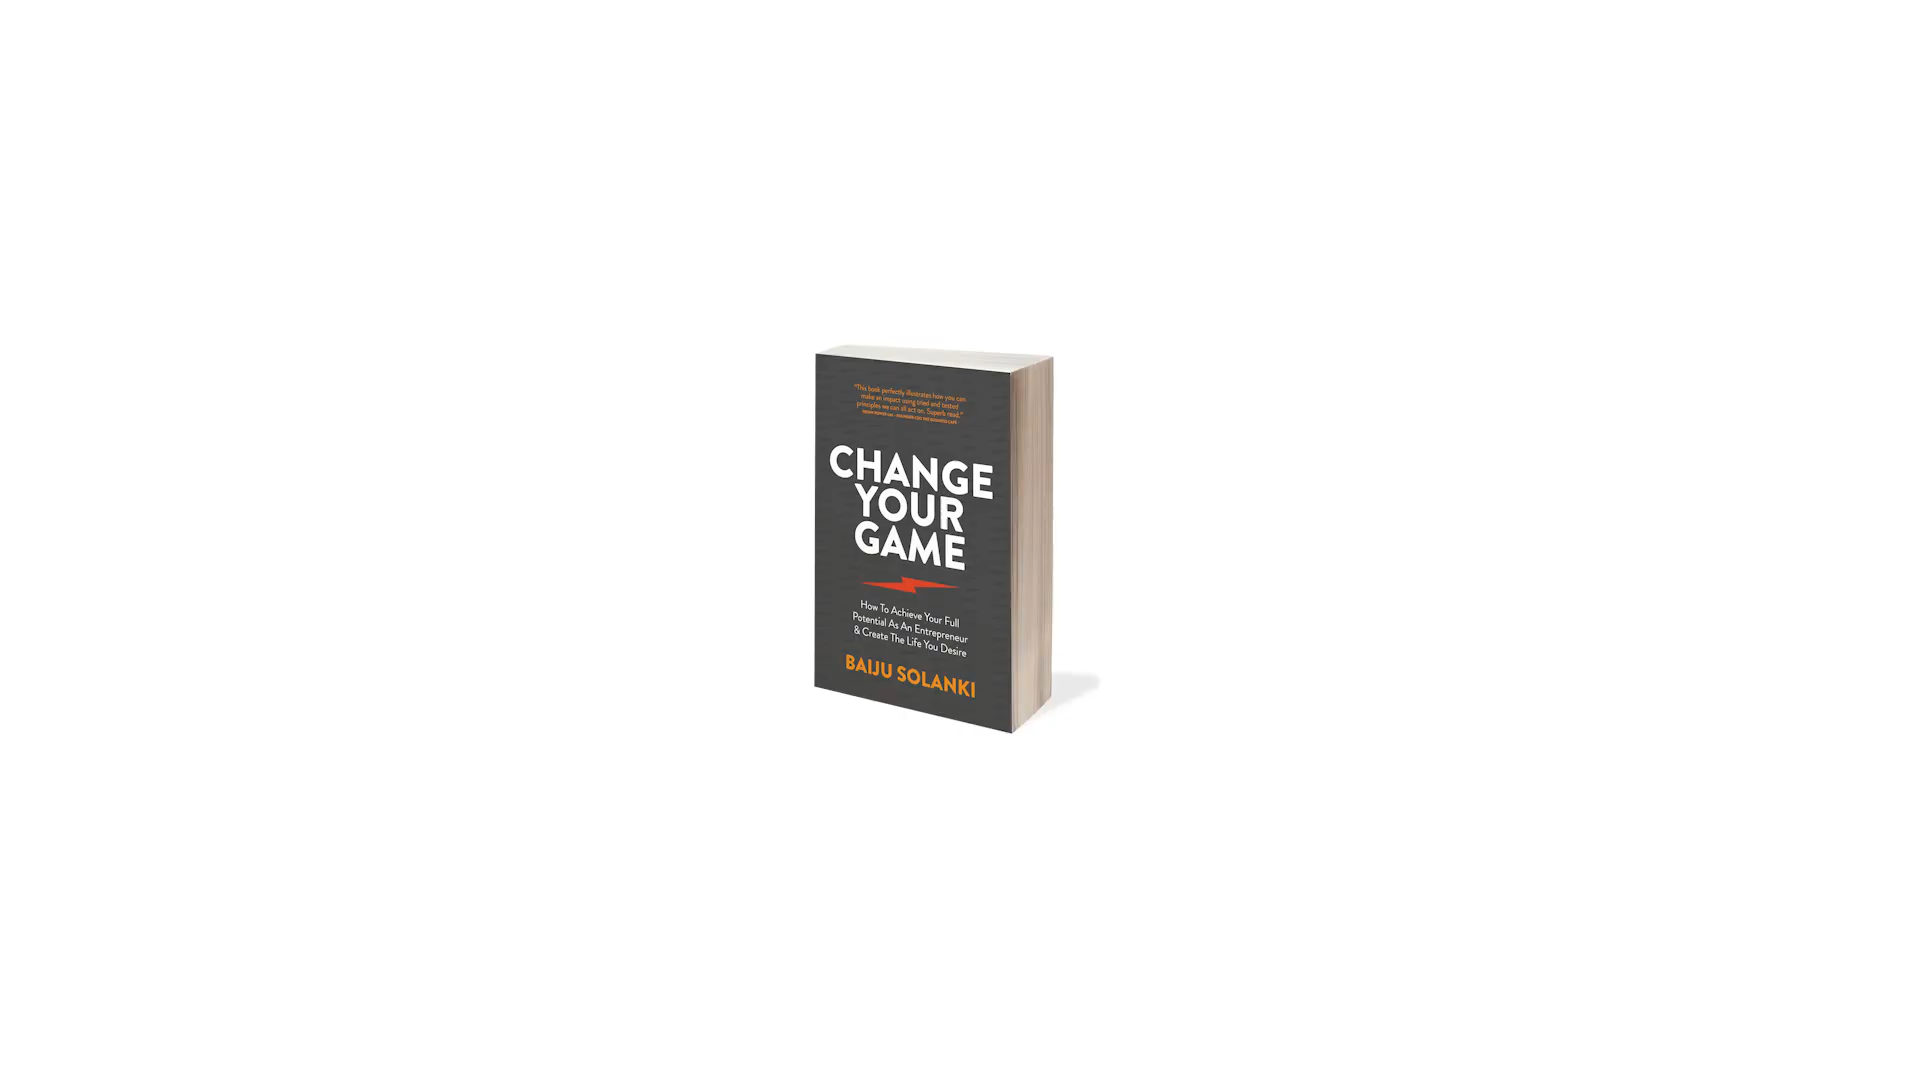 "This book perfectly illustrates how you can
make an impact using tried and tested
principles we can all act on. Superb read."
CHANGE
YOUR
GAME
How To Achieve Your Full
Potential As An Entrepreneur
& Create The Life You Desire
BAIJU SOLANKI